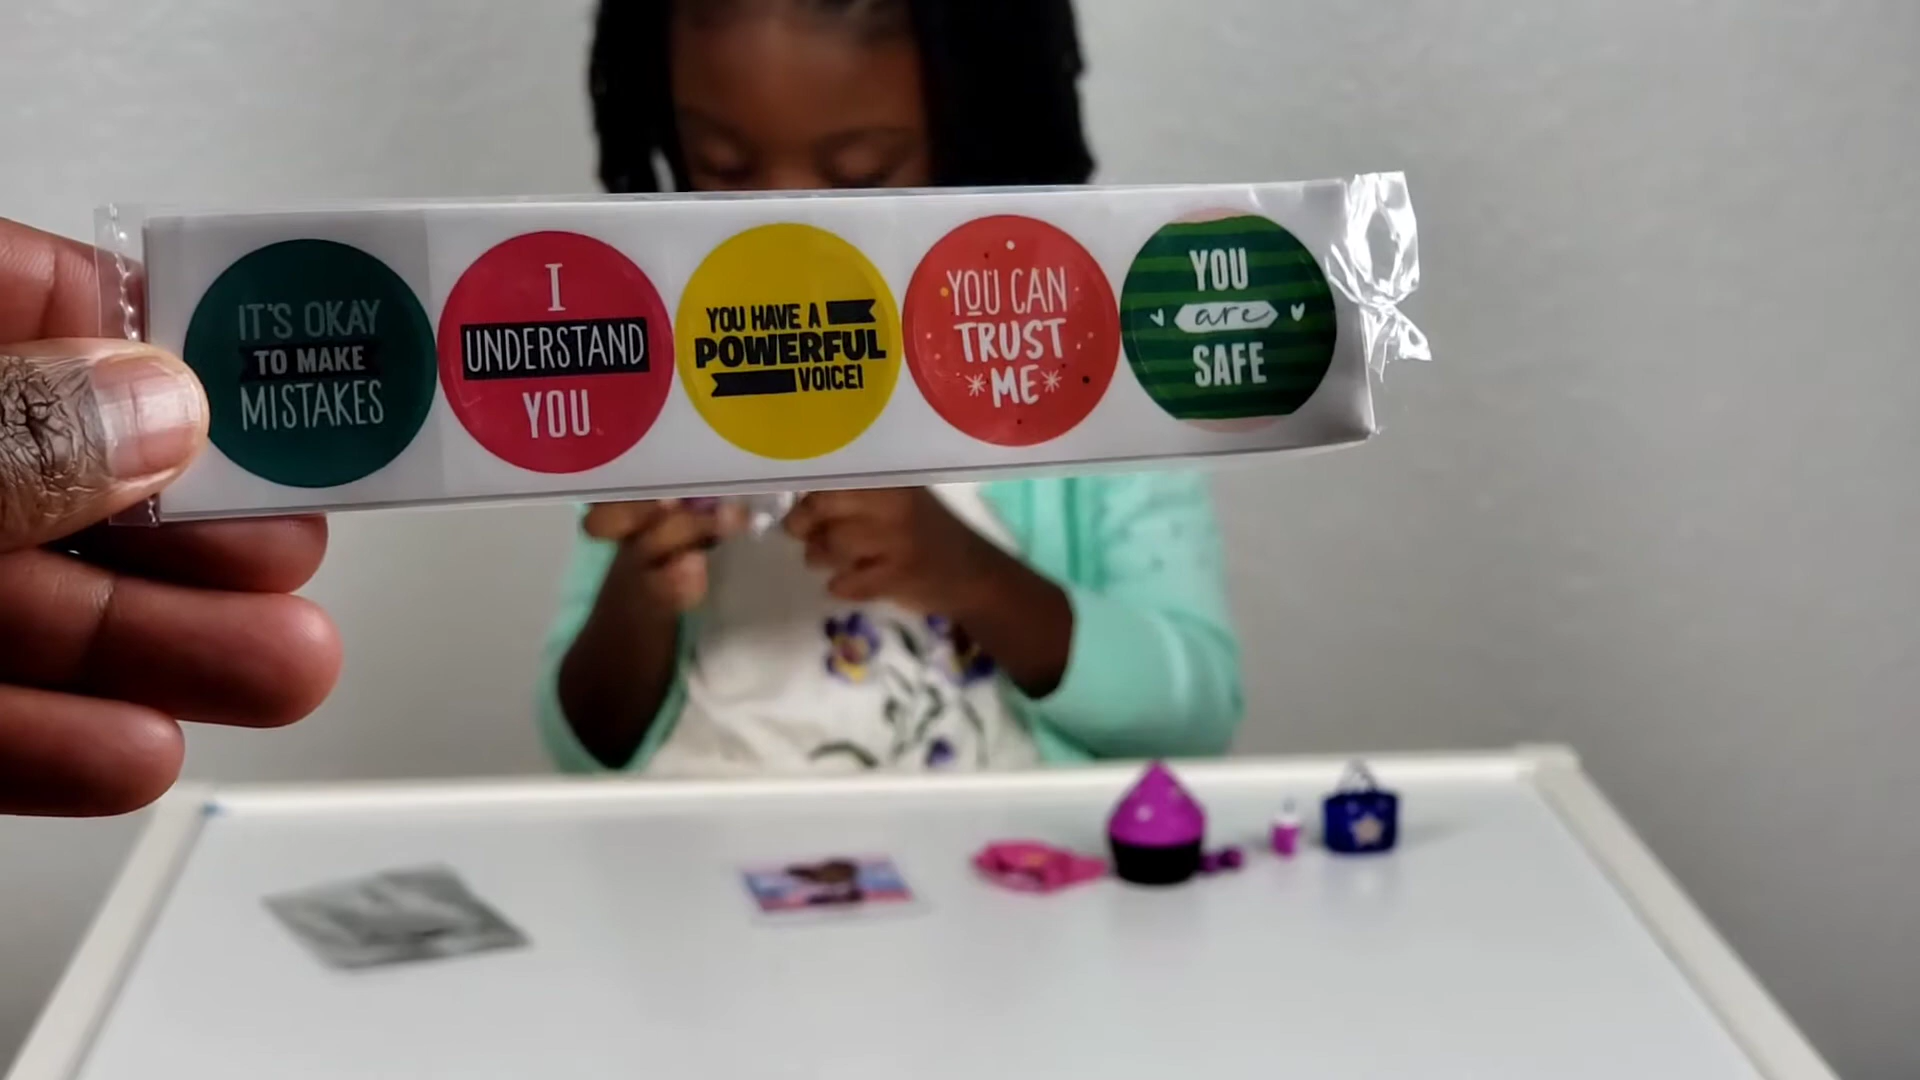 IT'S OKAY
TO MAKE
MISTAKES
I
UNDERSTAND
YOU
YOU HAVE A
POWERFUL
VOICE!
YOU CAN
TRUST
*ME*
YOU
are
SAFE